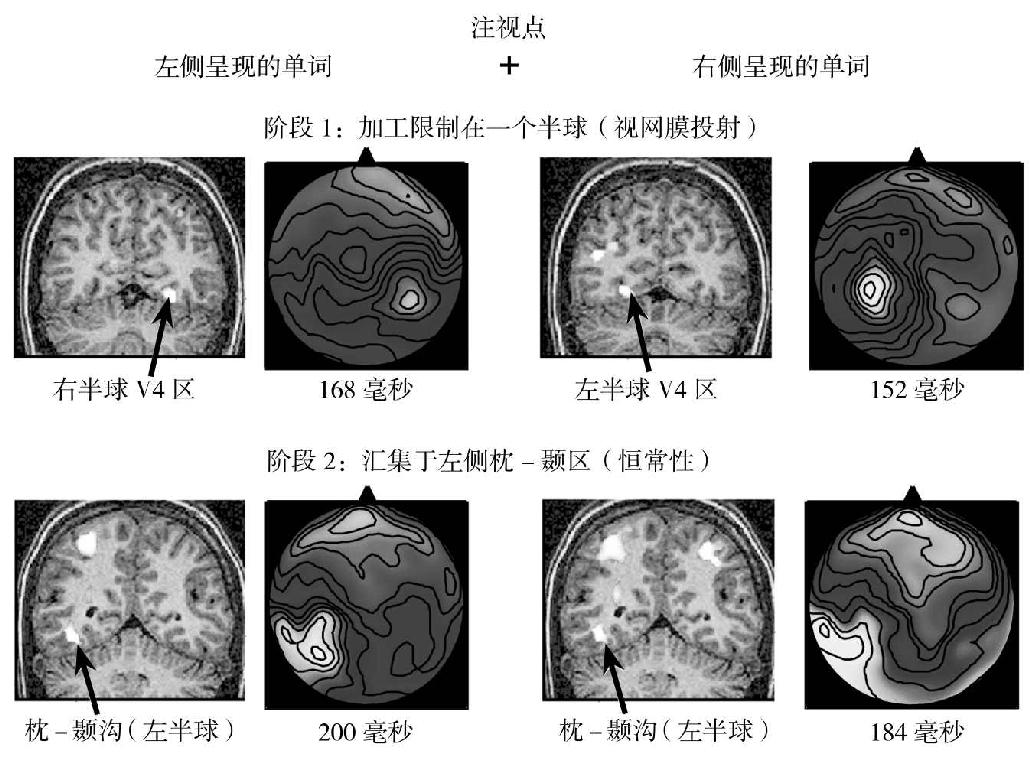 注视点
左侧呈现的单词 + 右侧呈现的单词
阶段 1：加工限制在一个半球（视网膜投射）
右半球 V4 区 168 毫秒 左半球 V4 区 152 毫秒
阶段 2：汇集于左侧枕 – 颞区（恒常性）
枕 – 颞沟（左半球） 200 毫秒 枕 – 颞沟（左半球） 184 毫秒